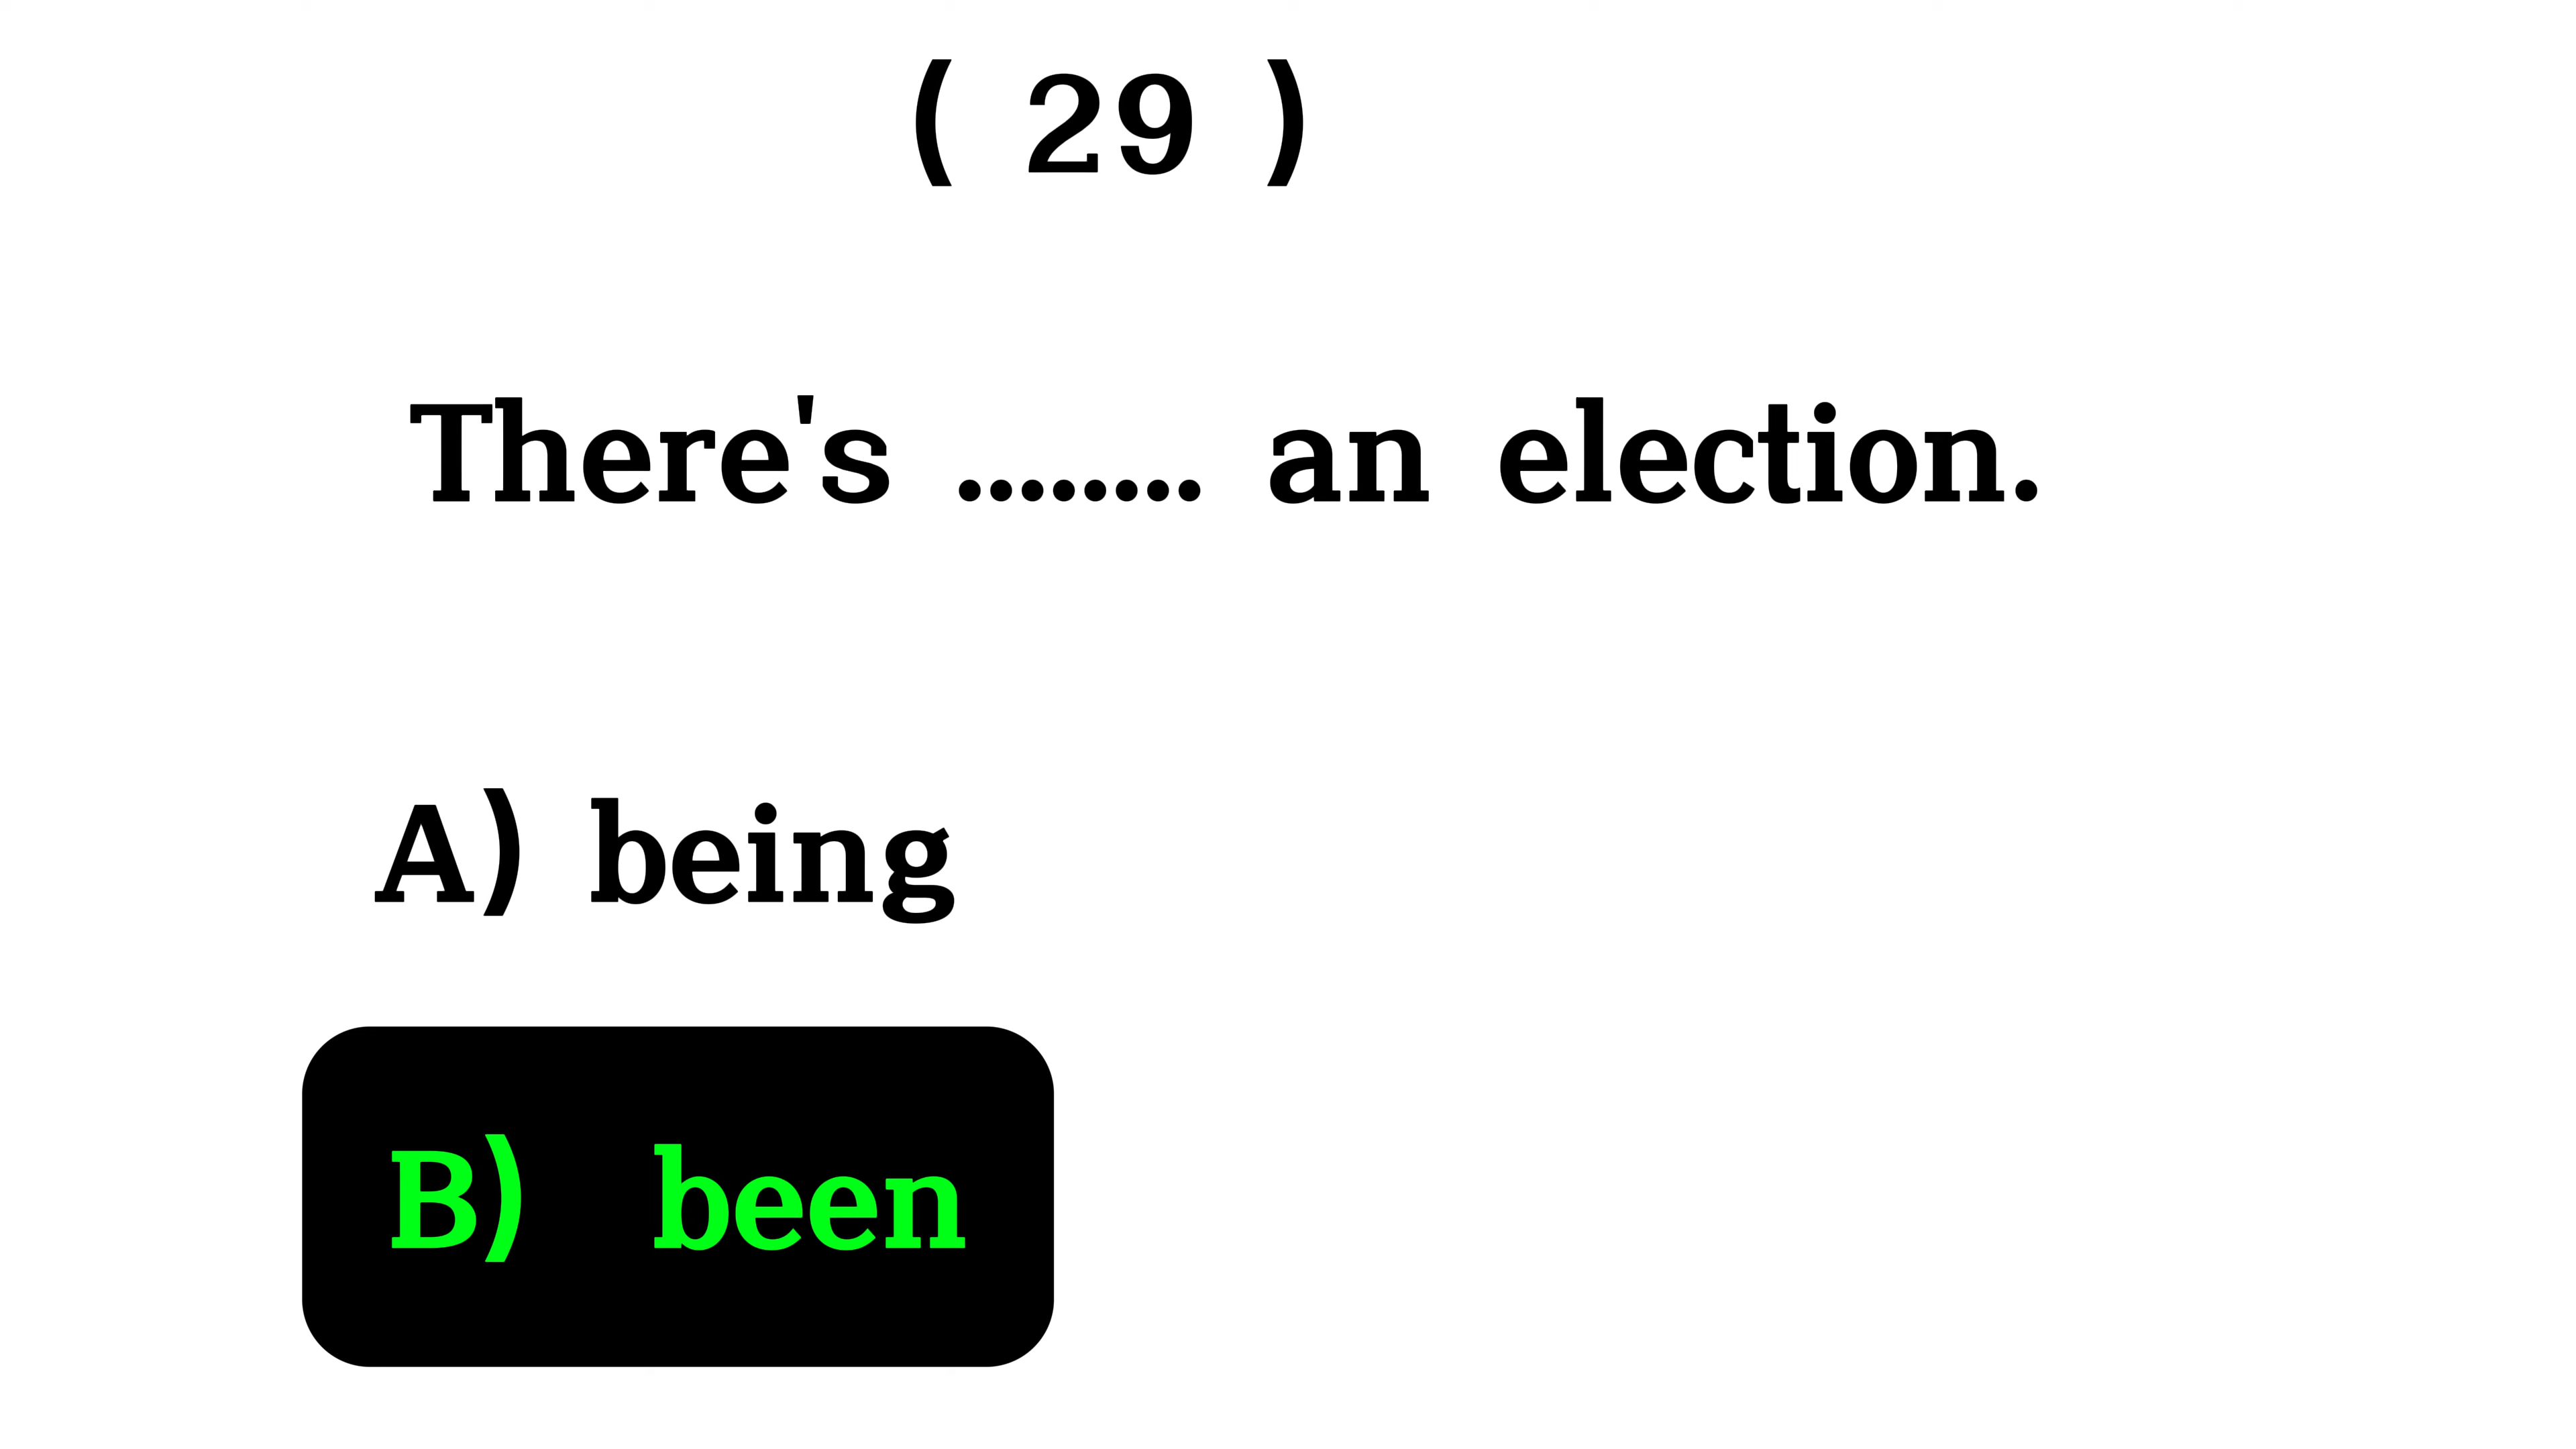 ( 29 )
There's ........ an election.
A) being
B) been